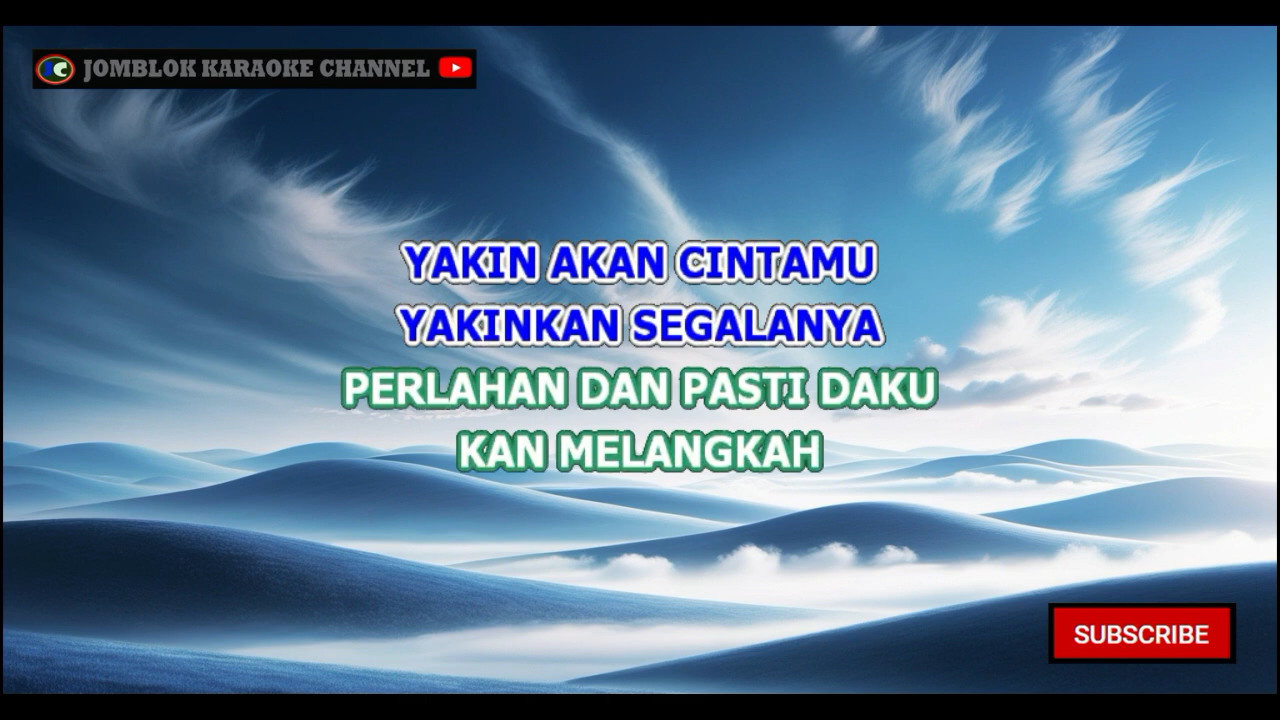 JOMBLOK KARAOKE CHANNEL
YAKIN AKAN CINTAMU
YAKINKAN SEGALANYA
PERLAHAN DAN PASTI DAKU
KAN MELANGKAH
SUBSCRIBE